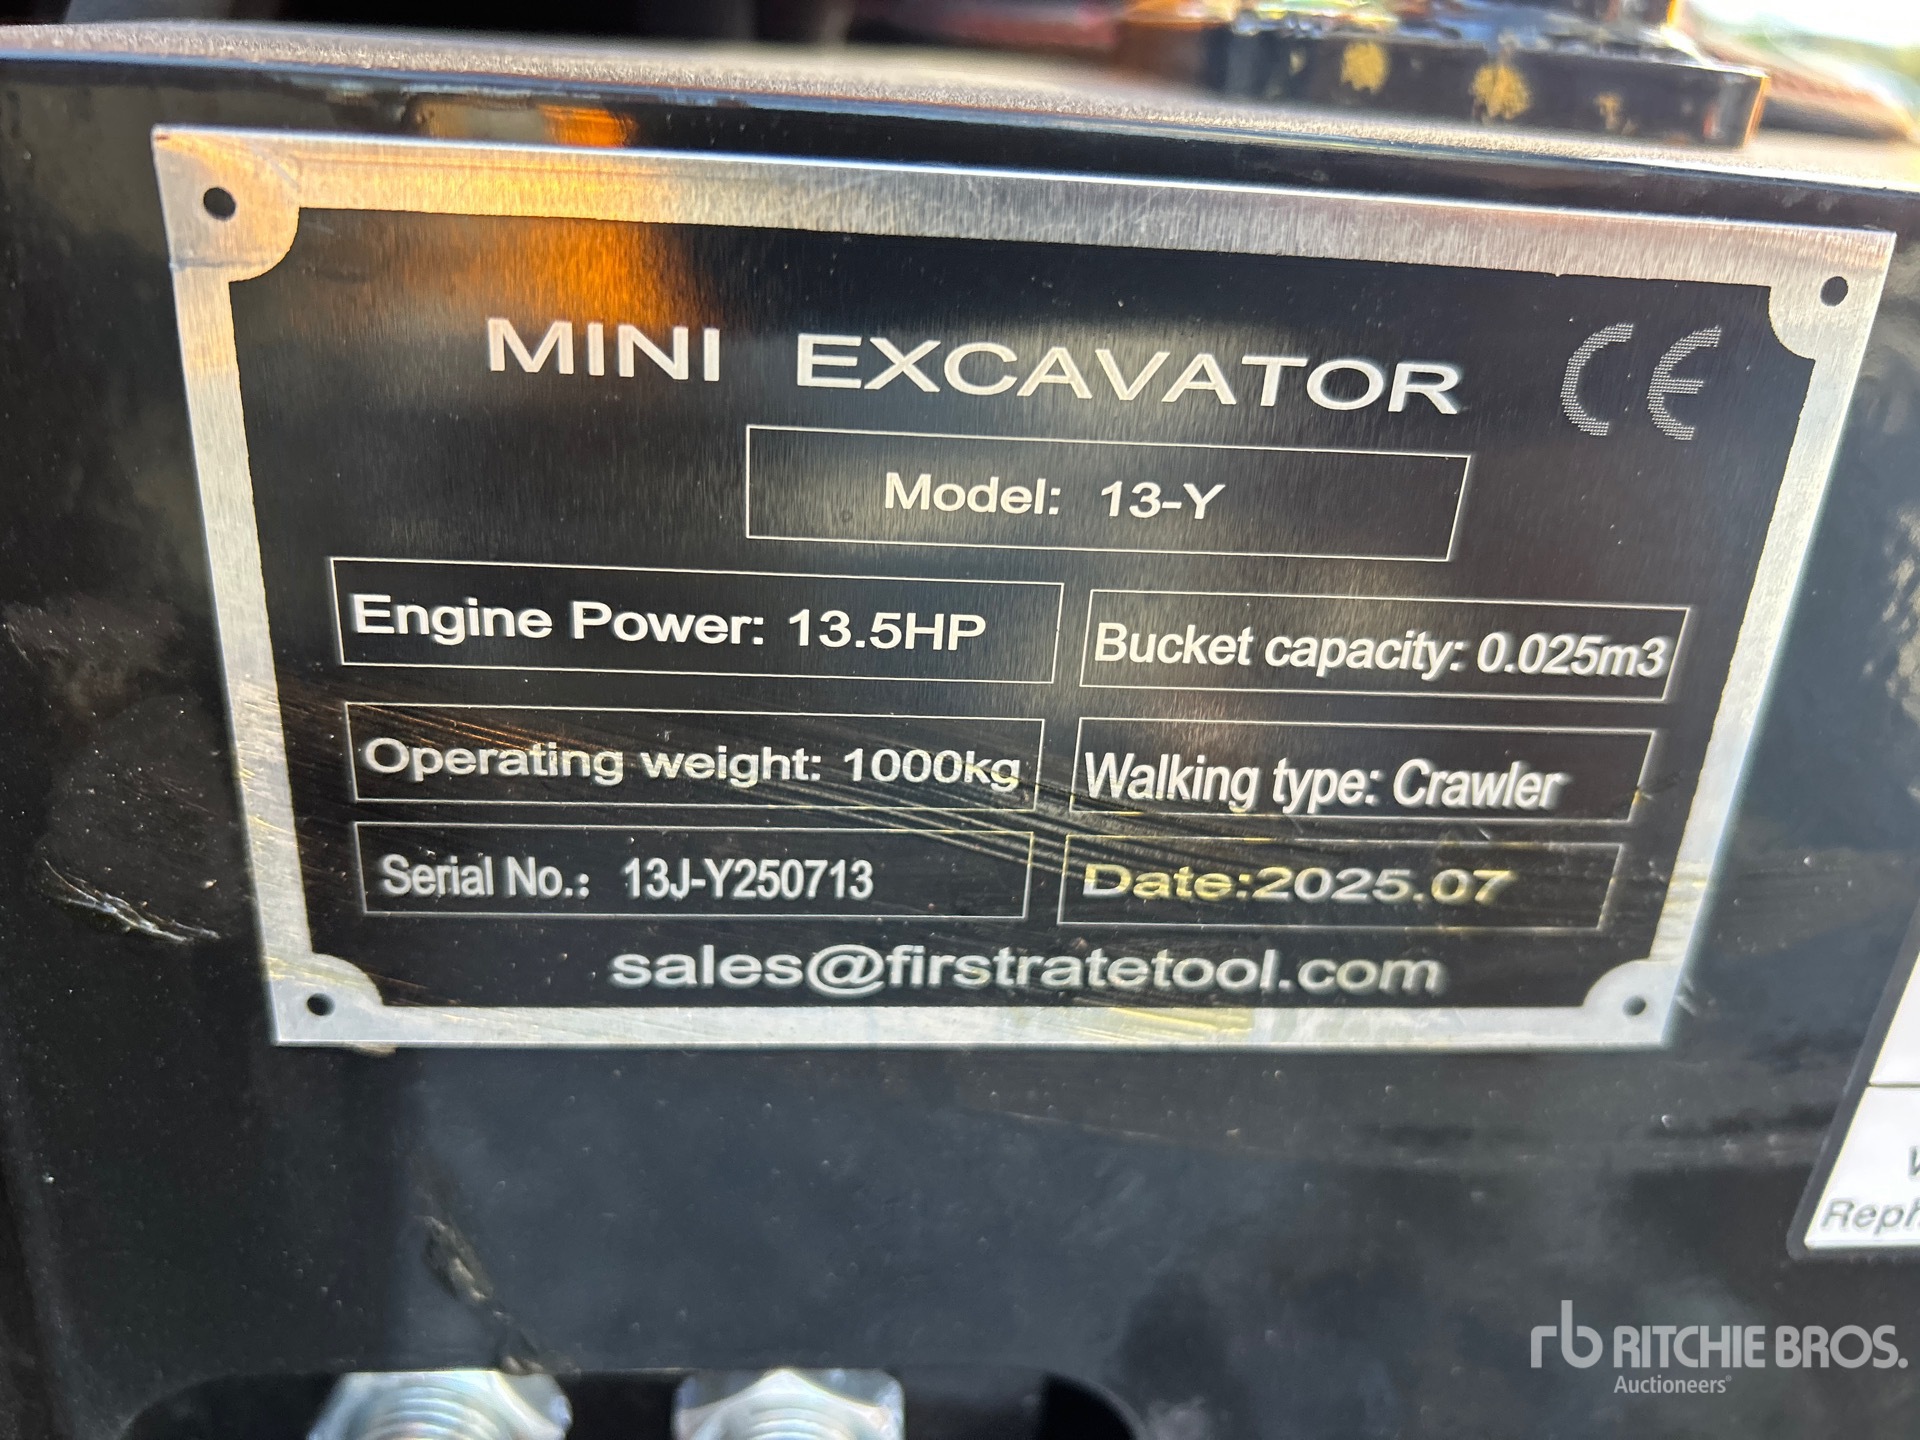 MINI EXCAVATOR CE
Model: 13-Y
Engine Power: 13.5HP
Bucket capacity: 0.025m3
Operating weight: 1000kg
Walking type: Crawler
Serial No.: 13J-Y250713
Date:2025.07
sales@firstratetool.com
rb RITCHIE BROS.
Auctioneers